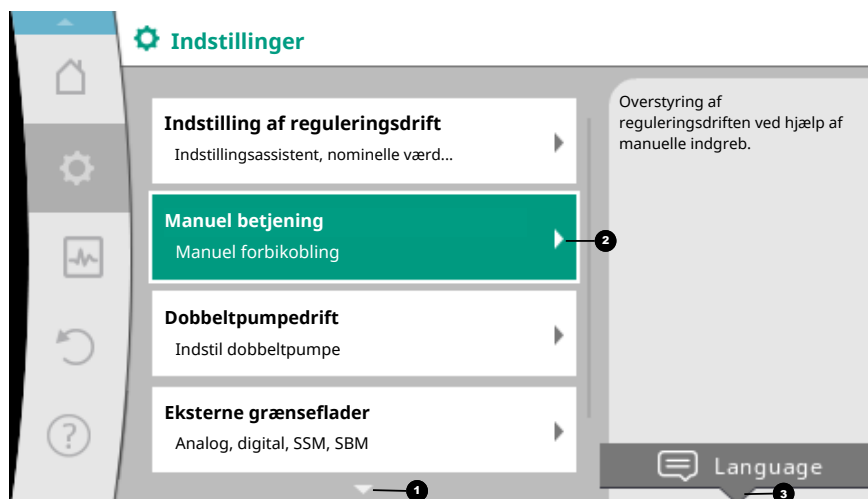 Indstillinger
Indstilling af reguleringsdrift
Indstillingsassistent, nominelle værd...
Manuel betjening
Manuel forbikobling
2
Dobbeltpumpedrift
Indstil dobbeltpumpe
Eksterne grænseflader
Analog, digital, SSM, SBM
1
Overstyring af
reguleringsdriften ved hjælp af
manuelle indgreb.
Language
3
?